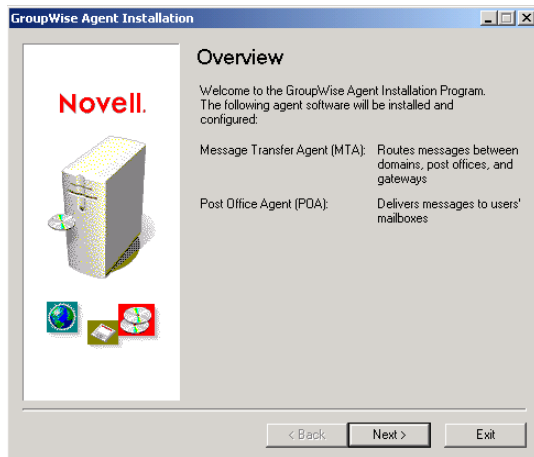 GroupWise Agent Installation
Overview
Novell.
Welcome to the GroupWise Agent Installation Program.
The following agent software will be installed and
configured:
Message Transfer Agent (MTA): Routes messages between
domains, post offices, and
gateways
Post Office Agent (POA): Delivers messages to users'
mailboxes
< Back Next > Exit